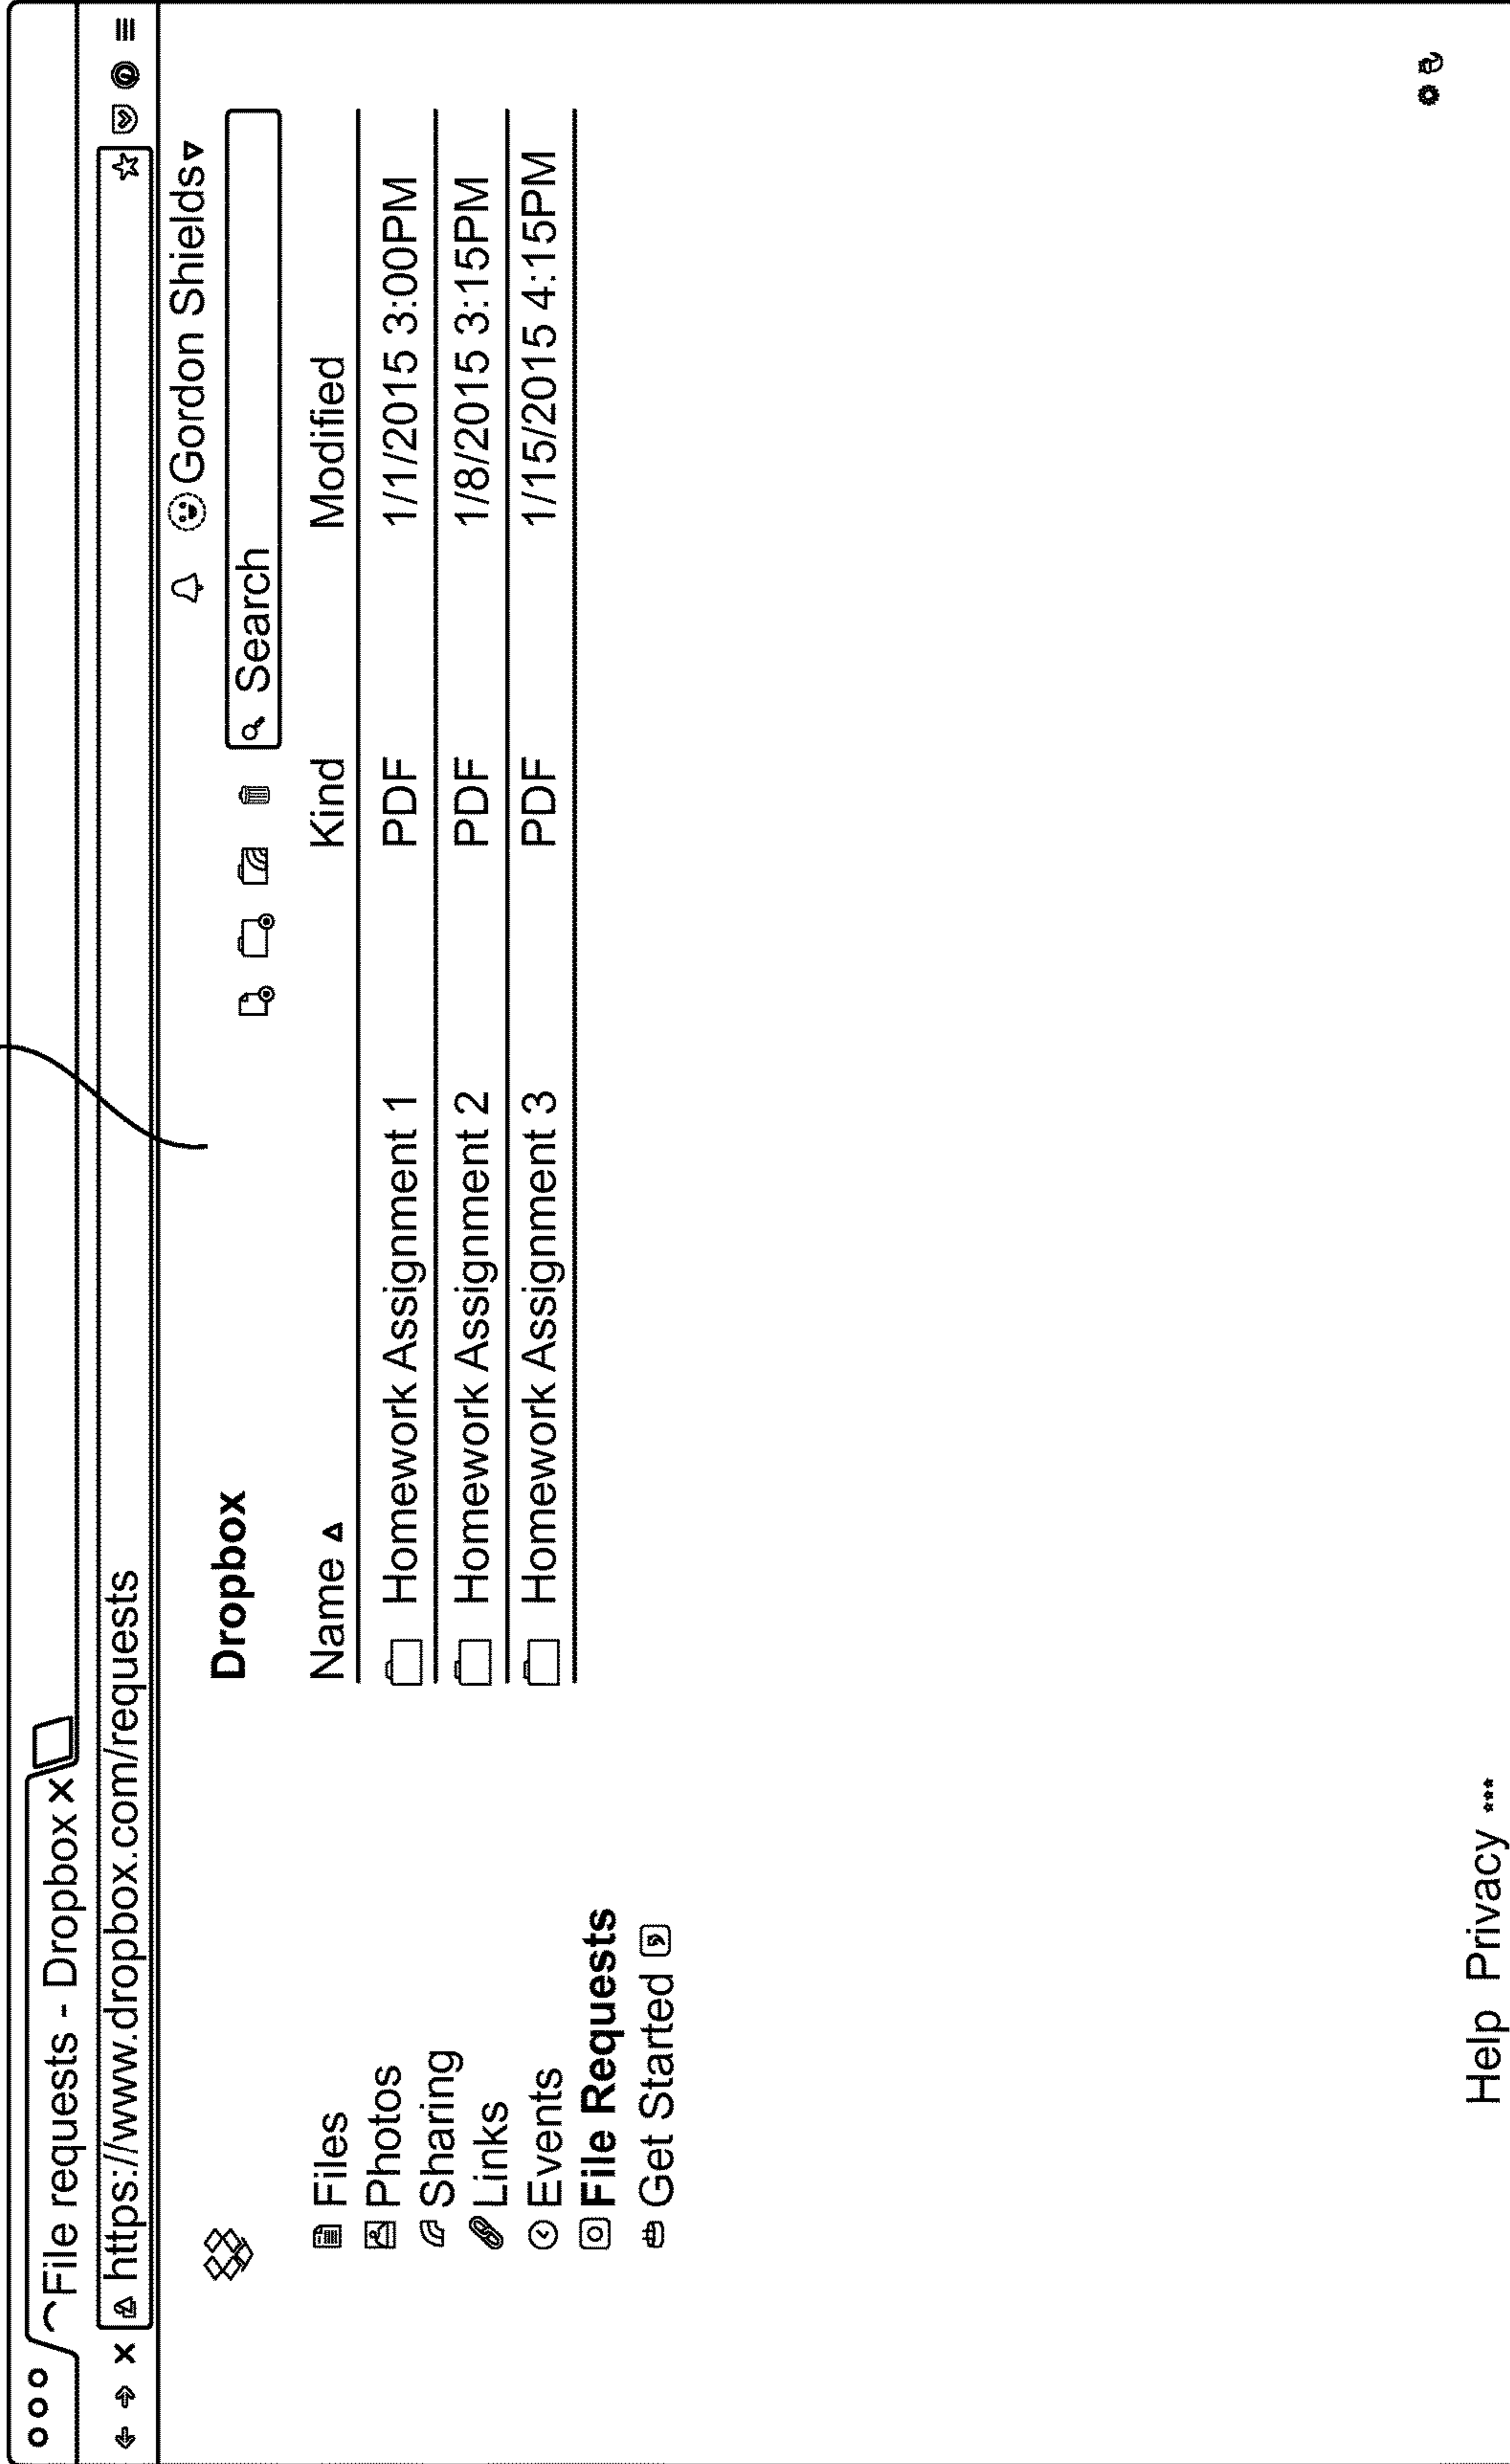 File requests - Dropbox
https://www.dropbox.com/requests
Gordon Shields
Dropbox
Search
Name Kind Modified
Homework Assignment 1 PDF 1/1/2015 3:00PM
Homework Assignment 2 PDF 1/8/2015 3:15PM
Homework Assignment 3 PDF 1/15/2015 4:15PM
Files
Photos
Sharing
Links
Events
File Requests
Get Started
Help Privacy